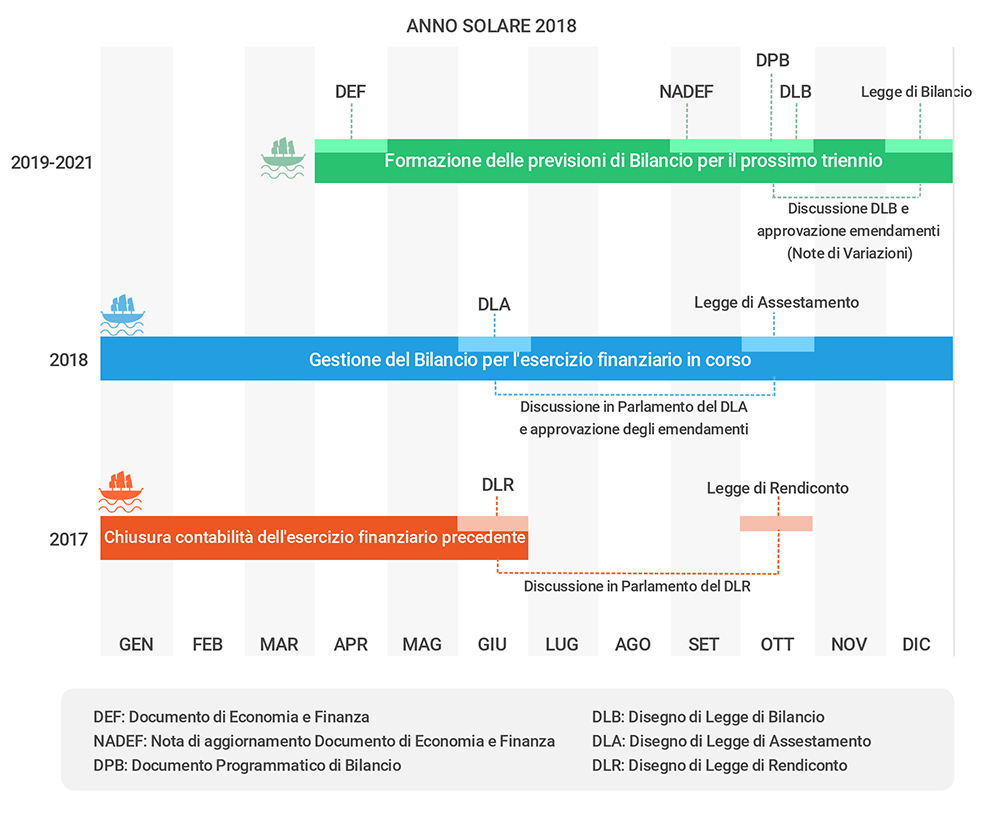 ANNO SOLARE 2018
DPB
DEF
NADEF
DLB
Legge di Bilancio
2019-2021
Formazione delle previsioni di Bilancio per il prossimo triennio
Discussione DLB e
approvazione emendamenti
(Note di Variazioni)
DLA
Legge di Assestamento
2018
Gestione del Bilancio per l'esercizio finanziario in corso
Discussione in Parlamento del DLA
e approvazione degli emendamenti
DLR
Legge di Rendiconto
2017
Chiusura contabilità dell'esercizio finanziario precedente
Discussione in Parlamento del DLR
GEN FEB MAR APR MAG GIU LUG AGO SET OTT NOV DIC
DEF: Documento di Economia e Finanza
NADEF: Nota di aggiornamento Documento di Economia e Finanza
DPB: Documento Programmatico di Bilancio
DLB: Disegno di Legge di Bilancio
DLA: Disegno di Legge di Assestamento
DLR: Disegno di Legge di Rendiconto